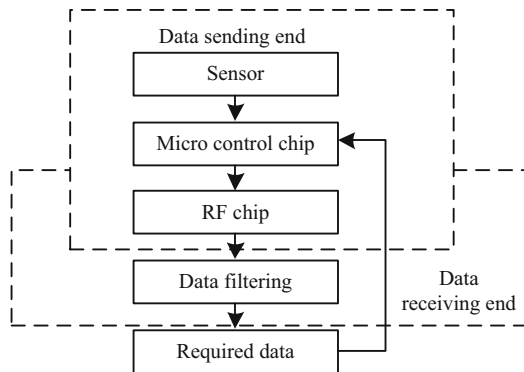 Data sending end
Sensor
Micro control chip
RF chip
Data filtering
Data
receiving end
Required data